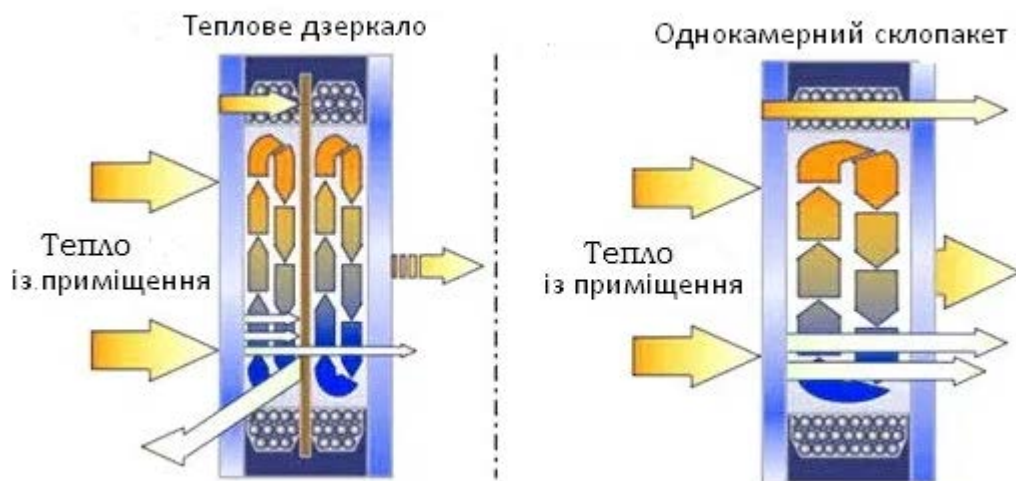 Теплове дзеркало
Однокамерний склопакет
Тепло
із.приміщення
Тепло
із приміщення